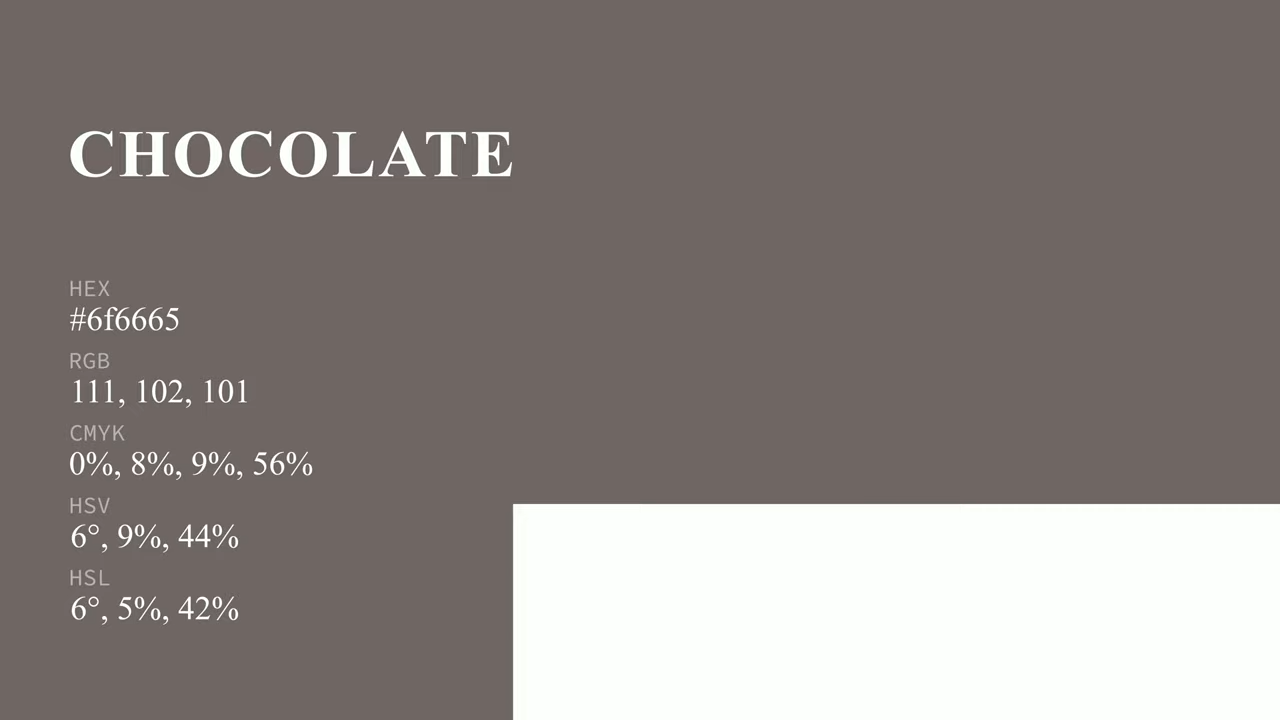 CHOCOLATE
HEX
#6f6665
RGB
111, 102, 101
CMYK
0%, 8%, 9%, 56%
HSV
6°, 9%, 44%
HSL
6°, 5%, 42%